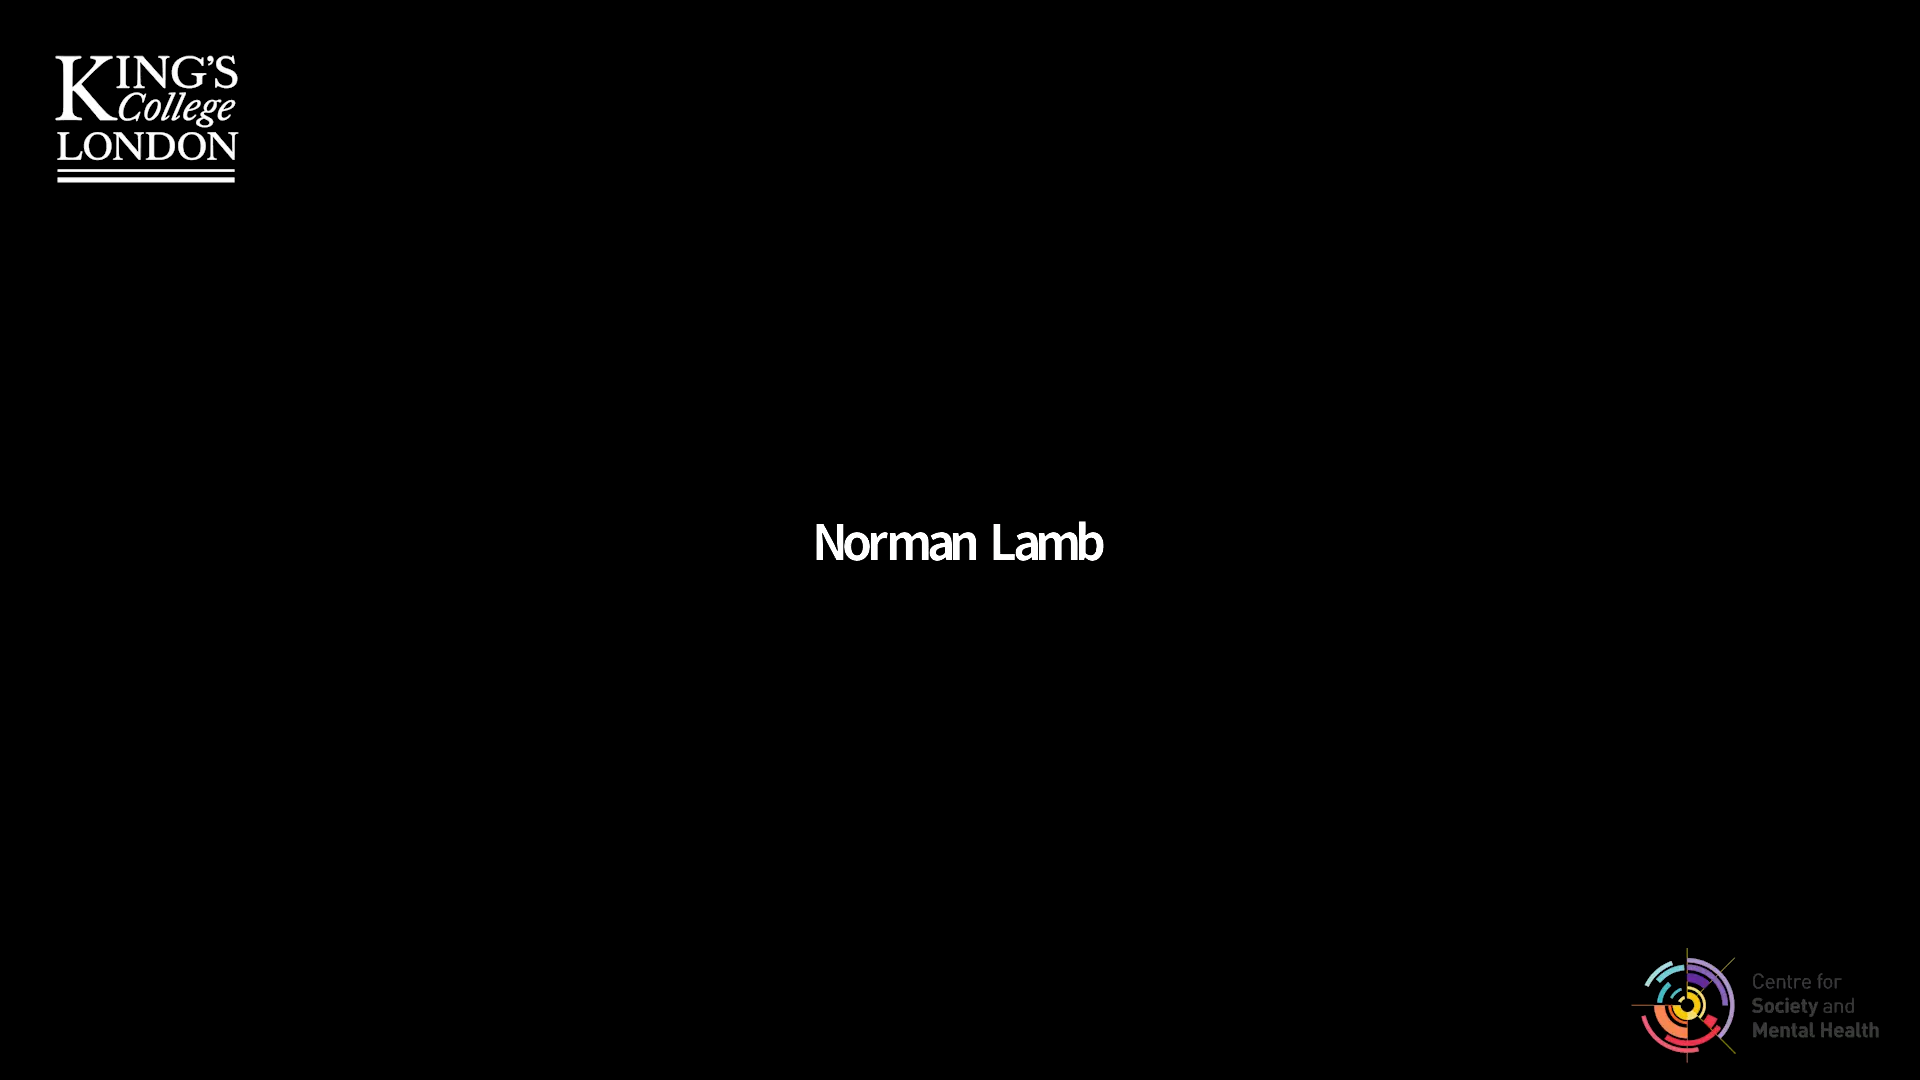 KING'S
College
LONDON
Norman Lamb
Centre for
Society and
Mental Health